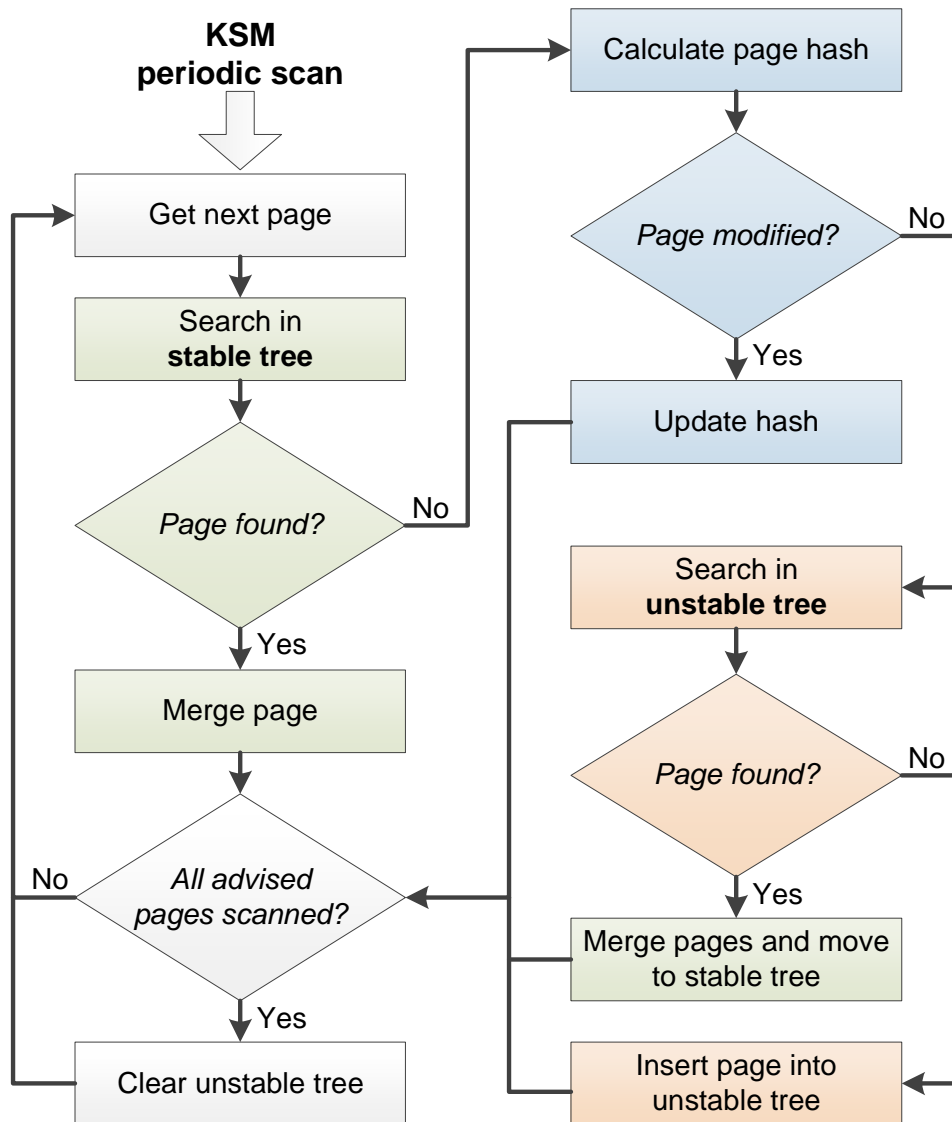 KSM
periodic scan
Get next page
Search in
stable tree
Page found?
No
Yes
Merge page
All advised
pages scanned?
No
Yes
Clear unstable tree
Calculate page hash
Page modified?
No
Yes
Update hash
Search in
unstable tree
Page found?
No
Yes
Merge pages and move
to stable tree
Insert page into
unstable tree